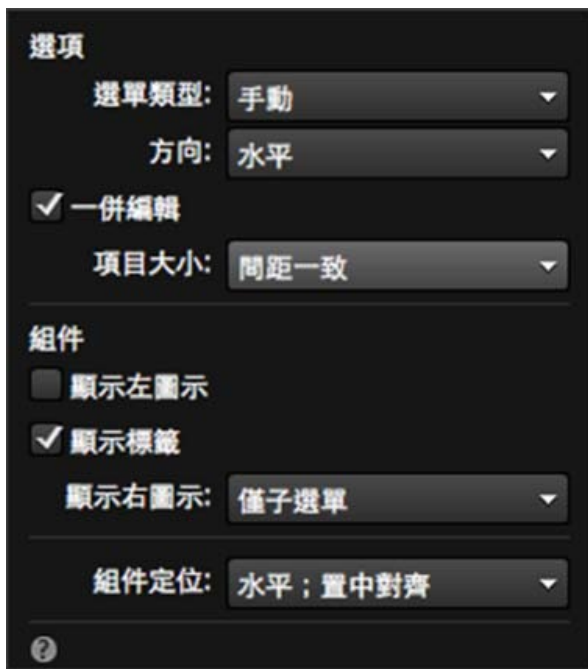 選項
選單類型: 手動
方向: 水平
一併編輯
項目大小: 間距一致
組件
顯示左圖示
顯示標籤
顯示右圖示: 僅子選單
組件定位: 水平；置中對齊
?